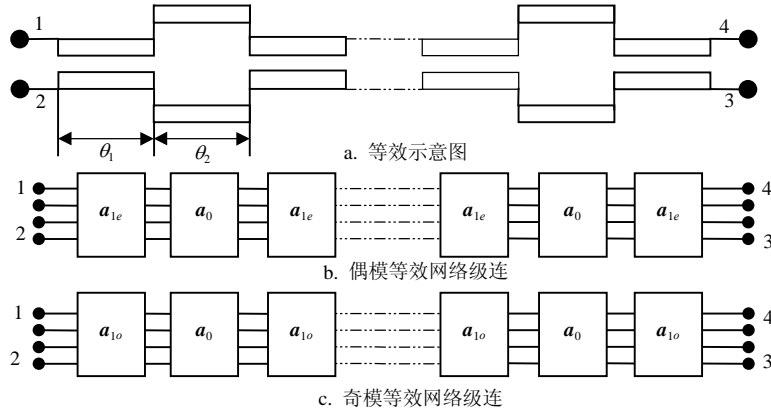 1 4
2 3
θ₁ θ₂
a. 等效示意图
1 4
a₁ₑ a₀ a₁ₑ a₁ₑ a₀ a₁ₑ
2 3
b. 偶模等效网络级连
1 4
a₁ₒ a₀ a₁ₒ a₁ₒ a₀ a₁ₒ
2 3
c. 奇模等效网络级连